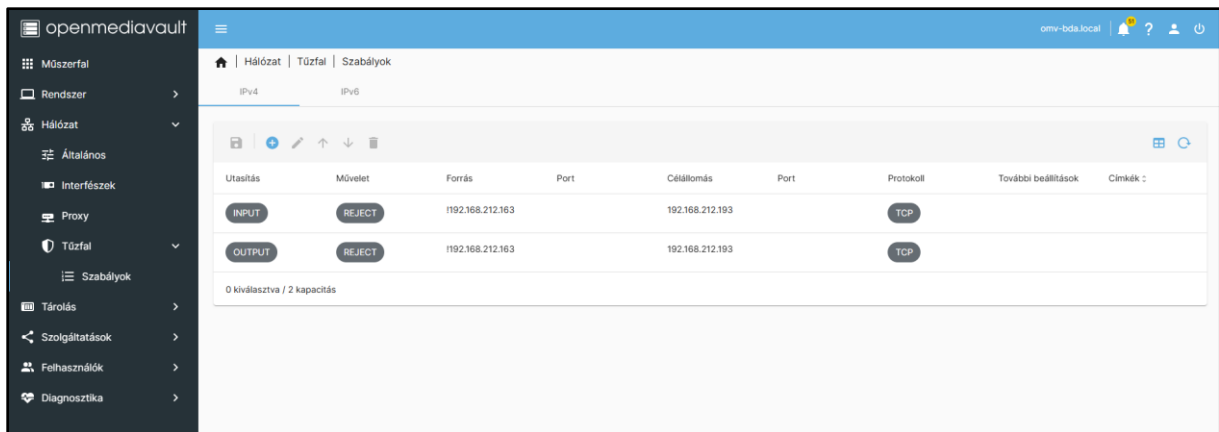 openmediavault
omv-bda.local
51
Műszerfal
Rendszer
Hálózat
Általános
Interfészek
Proxy
Tűzfal
Szabályok
Tárolás
Szolgáltatások
Felhasználók
Diagnosztika
| Hálózat | Tűzfal | Szabályok
IPv4 IPv6
Utasítás Művelet Forrás Port Célállomás Port Protokoll További beállítások Címkék
INPUT REJECT !192.168.212.163 192.168.212.193 TCP
OUTPUT REJECT !192.168.212.163 192.168.212.193 TCP
0 kiválasztva / 2 kapacitás